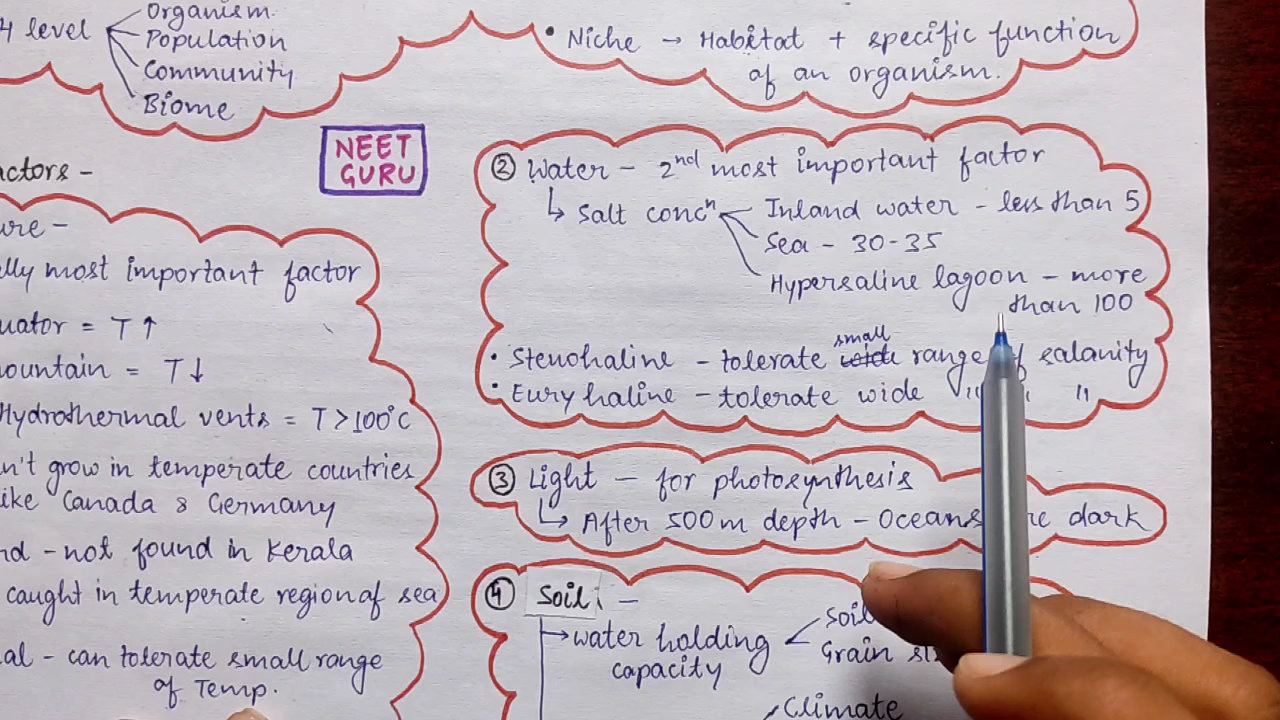 4 level
Organism.
Population
Community
Biome
• Niche → Habitat + specific function
of an organism.
NEET
GURU
actors -
ure -
ally most important factor
uator = T ↑
ountain = T ↓
Hydrothermal vents = T > 100°C
n't grow in temperate countries
like Canada & Germany
nd - not found in Kerala
caught in temperate region of sea
al - can tolerate small range
of Temp.
② Water - 2nd most important factor
↳ Salt concn
Inland water - less than 5
Sea - 30-35
Hypersaline lagoon - more
than 100
small
• Stenohaline - tolerate wide range of salanity
• Euryhaline - tolerate wide " " "
③ Light - for photosynthesis
↳ After 500m depth - Oceans are dark
④ Soil : -
→ water holding
capacity
Soil
Grain
Climate